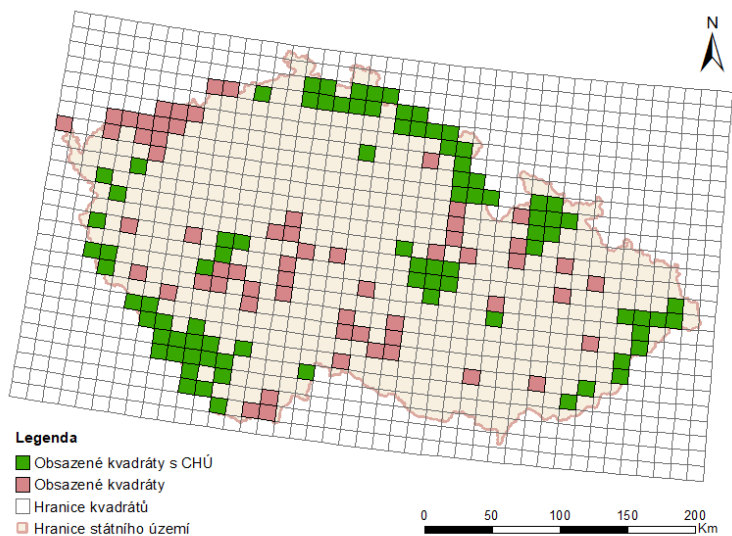 N
Legenda
Obsazené kvadráty s CHÚ
Obsazené kvadráty
Hranice kvadrátů
Hranice státního území
0 50 100 150 200
Km